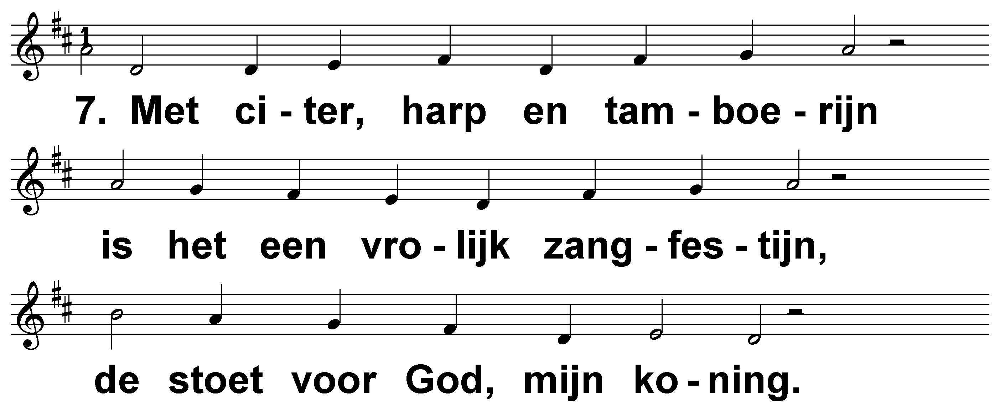 1
7. Met ci - ter, harp en tam - boe - rijn
is het een vro - lijk zang - fes - tijn,
de stoet voor God, mijn ko - ning.